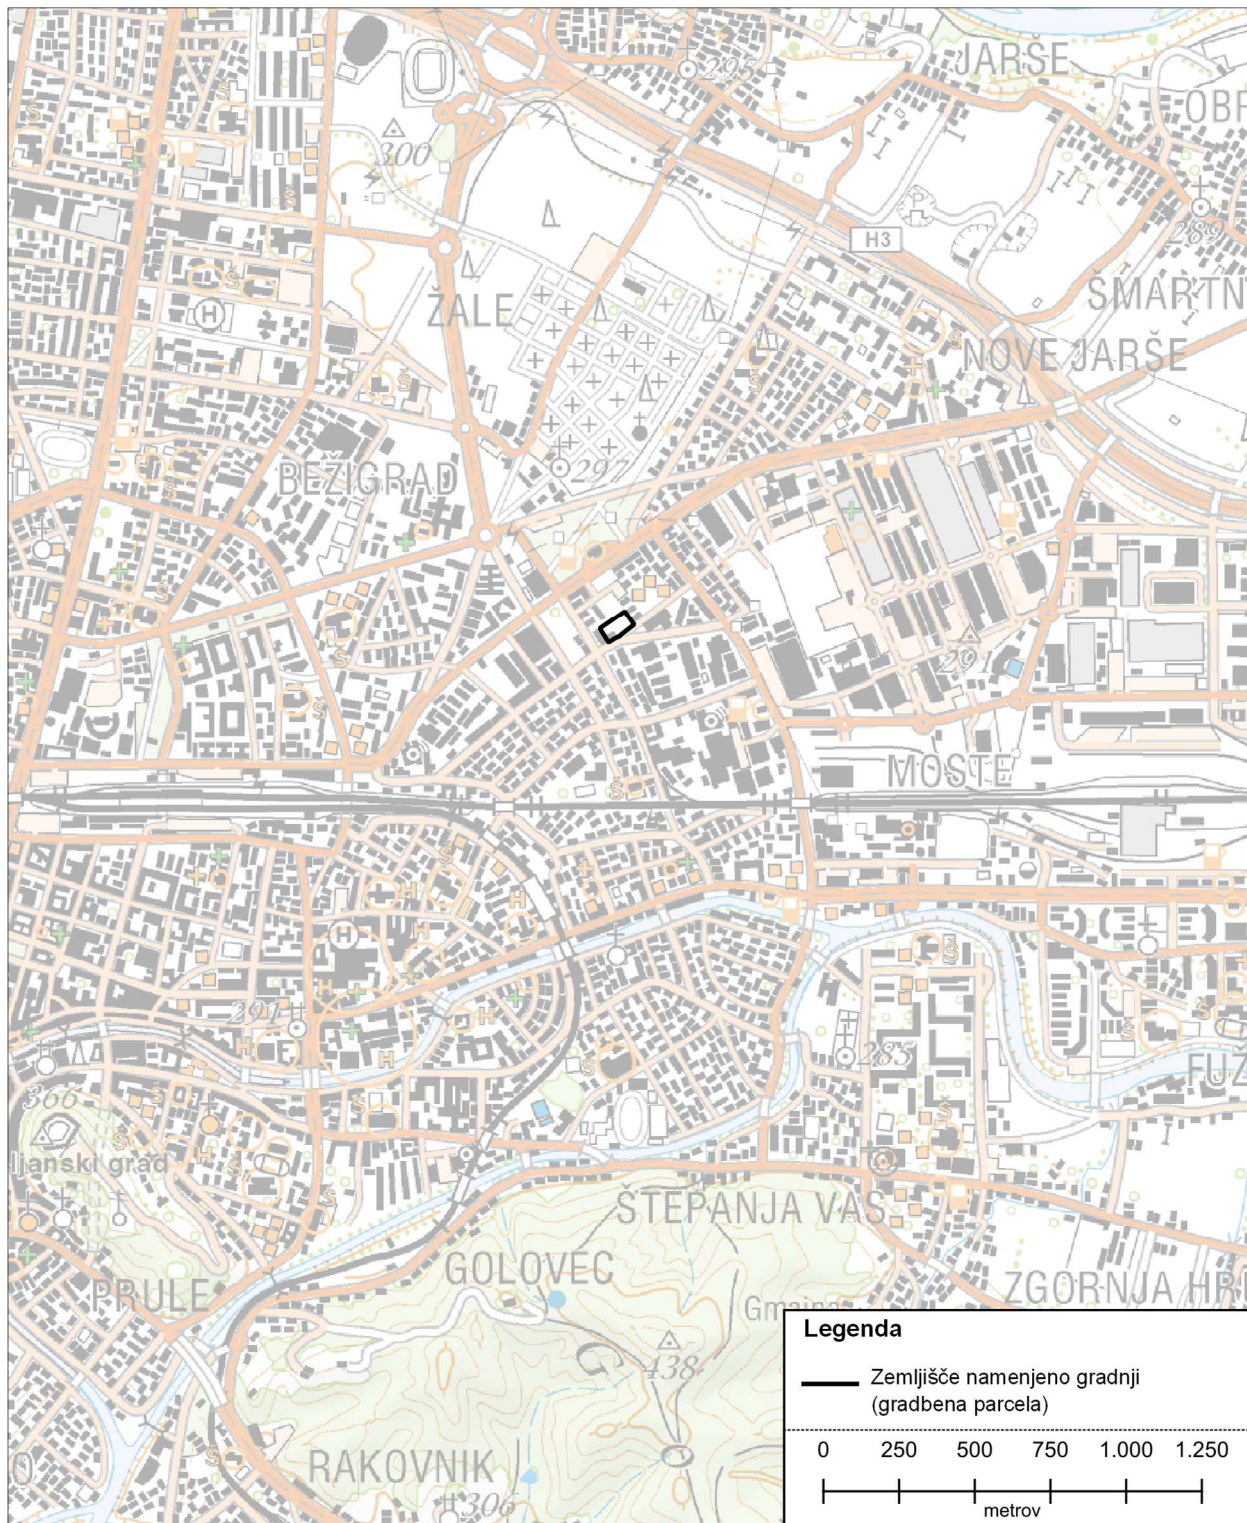 JARŠE
295
OBR
300
P
289
H3
ŠMARTN
ŽALE
NOVE JARŠE
H
297
BEŽIGRAD
291
MOSTE
H
H
H
H
H
H
H
H
H
291
285
FUŽ
366
ljanski grad
ŠTEPANJA VAS
GOLOVEC
PRULE
ZGORNJA HRU
Gmajna
438
RAKOVNIK
306
O
Legenda
Zemljišče namenjeno gradnji
(gradbena parcela)
0 250 500 750 1.000 1.250
metrov